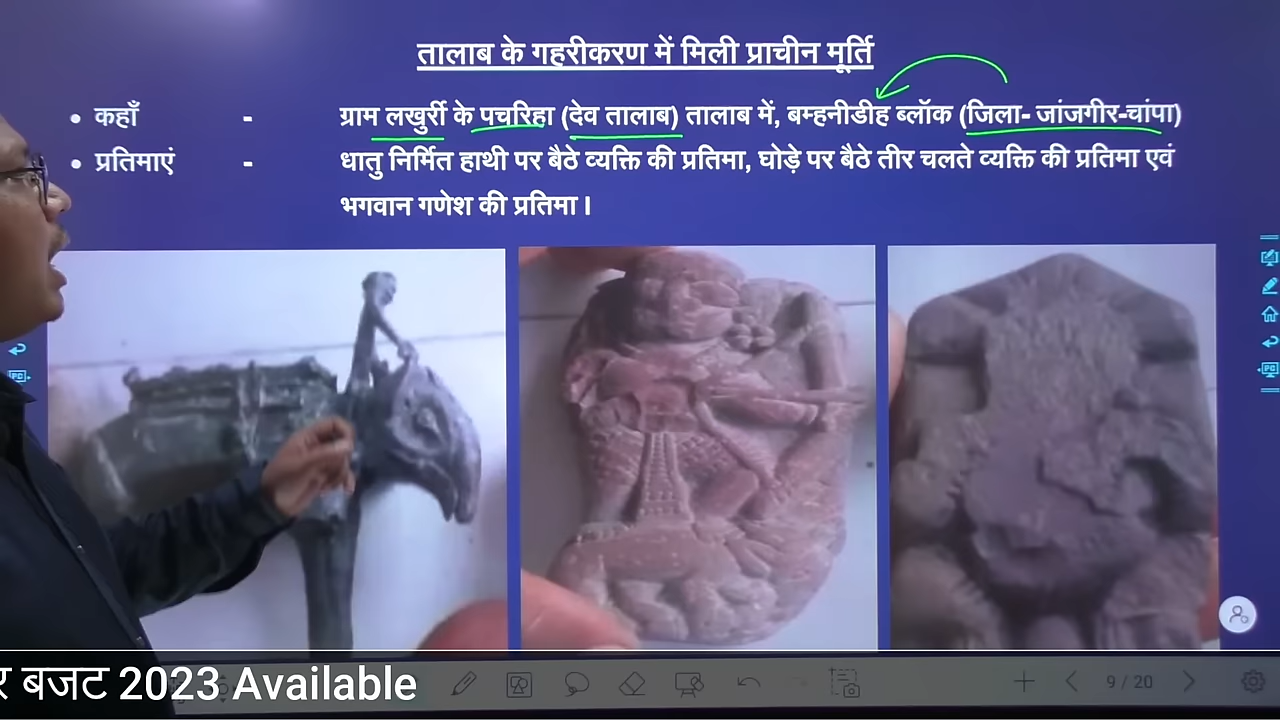 तालाब के गहरीकरण में मिली प्राचीन मूर्ति
• कहाँ - ग्राम लखुर्री के पचरिहा (देव तालाब) तालाब में, बम्हनीडीह ब्लॉक (जिला- जांजगीर-चांपा)
• प्रतिमाएं - धातु निर्मित हाथी पर बैठे व्यक्ति की प्रतिमा, घोड़े पर बैठे तीर चलते व्यक्ति की प्रतिमा एवं
भगवान गणेश की प्रतिमा ।
बजट 2023 Available
9 / 20